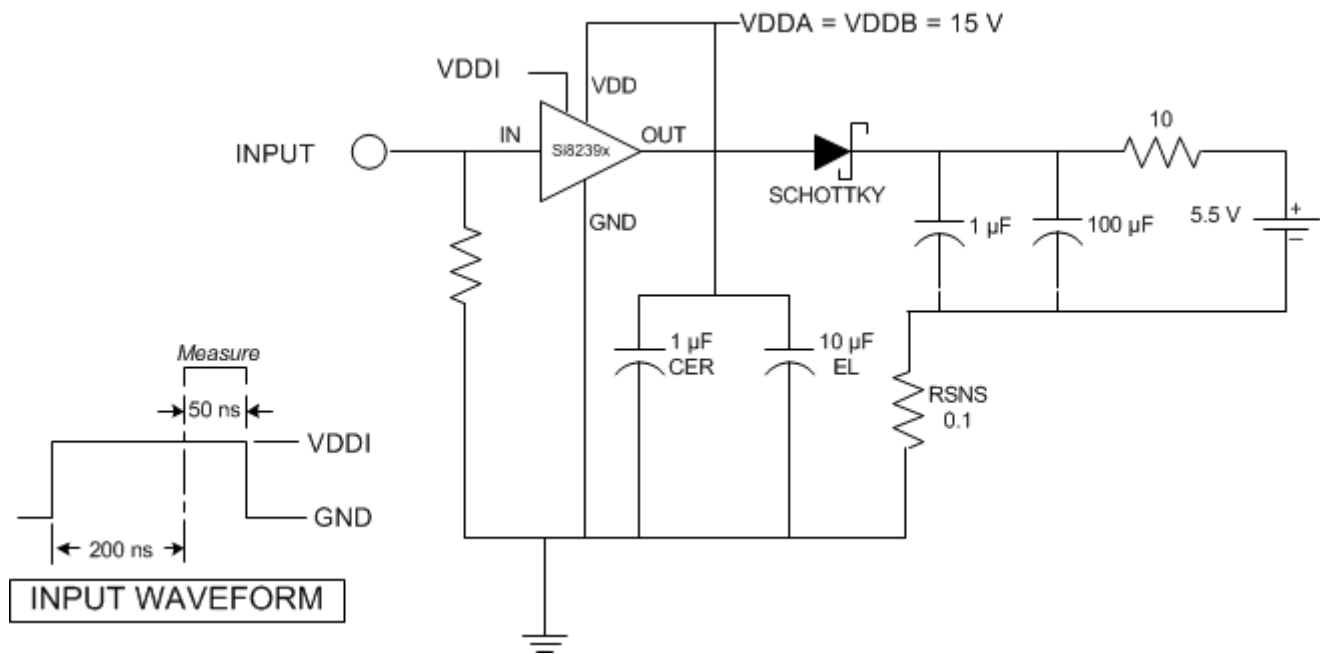 VDDA = VDDB = 15 V
VDDI
VDD
10
INPUT
IN
Si8239x
OUT
SCHOTTKY
GND
1 µF
100 µF
5.5 V
+
–
Measure
50 ns
1 µF
CER
10 µF
EL
RSNS
0.1
VDDI
GND
200 ns
INPUT WAVEFORM